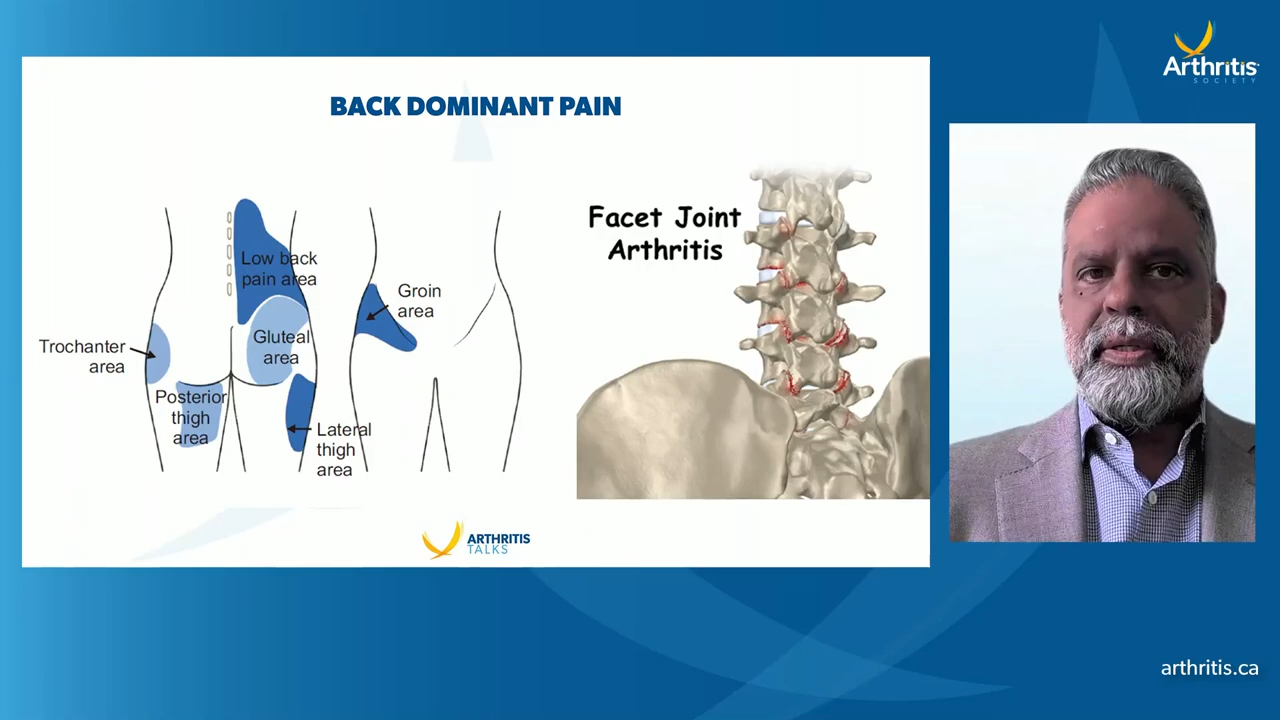 Arthritis
SOCIETY
BACK DOMINANT PAIN
Low back
pain area
Gluteal
area
Trochanter
area
Posterior
thigh
area
Lateral
thigh
area
Groin
area
Facet Joint
Arthritis
ARTHRITIS
TALKS
arthritis.ca